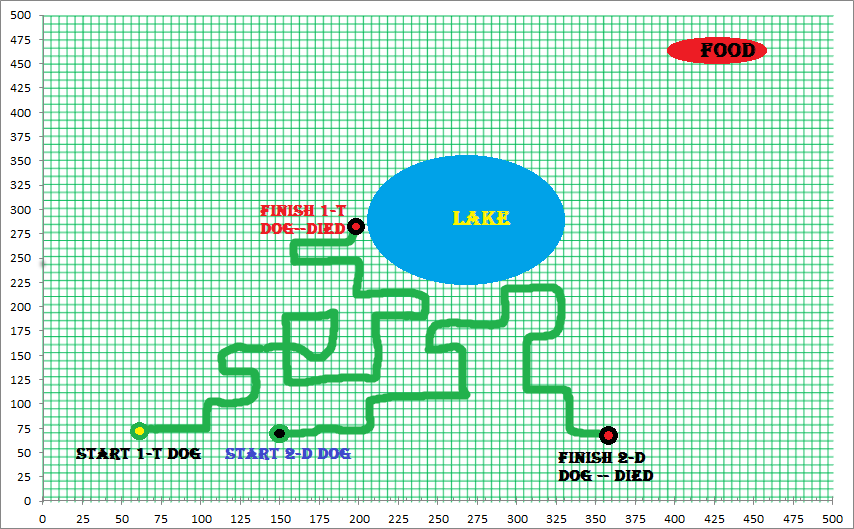 500
475
FOOD
450
425
400
375
350
325
300
FINISH 1-T
DOG--DIED
LAKE
275
250
225
200
175
150
125
100
75
50
START 1-T DOG
START 2-D DOG
FINISH 2-D
DOG -- DIED
25
0
0 25 50 75 100 125 150 175 200 225 250 275 300 325 350 375 400 425 450 475 500